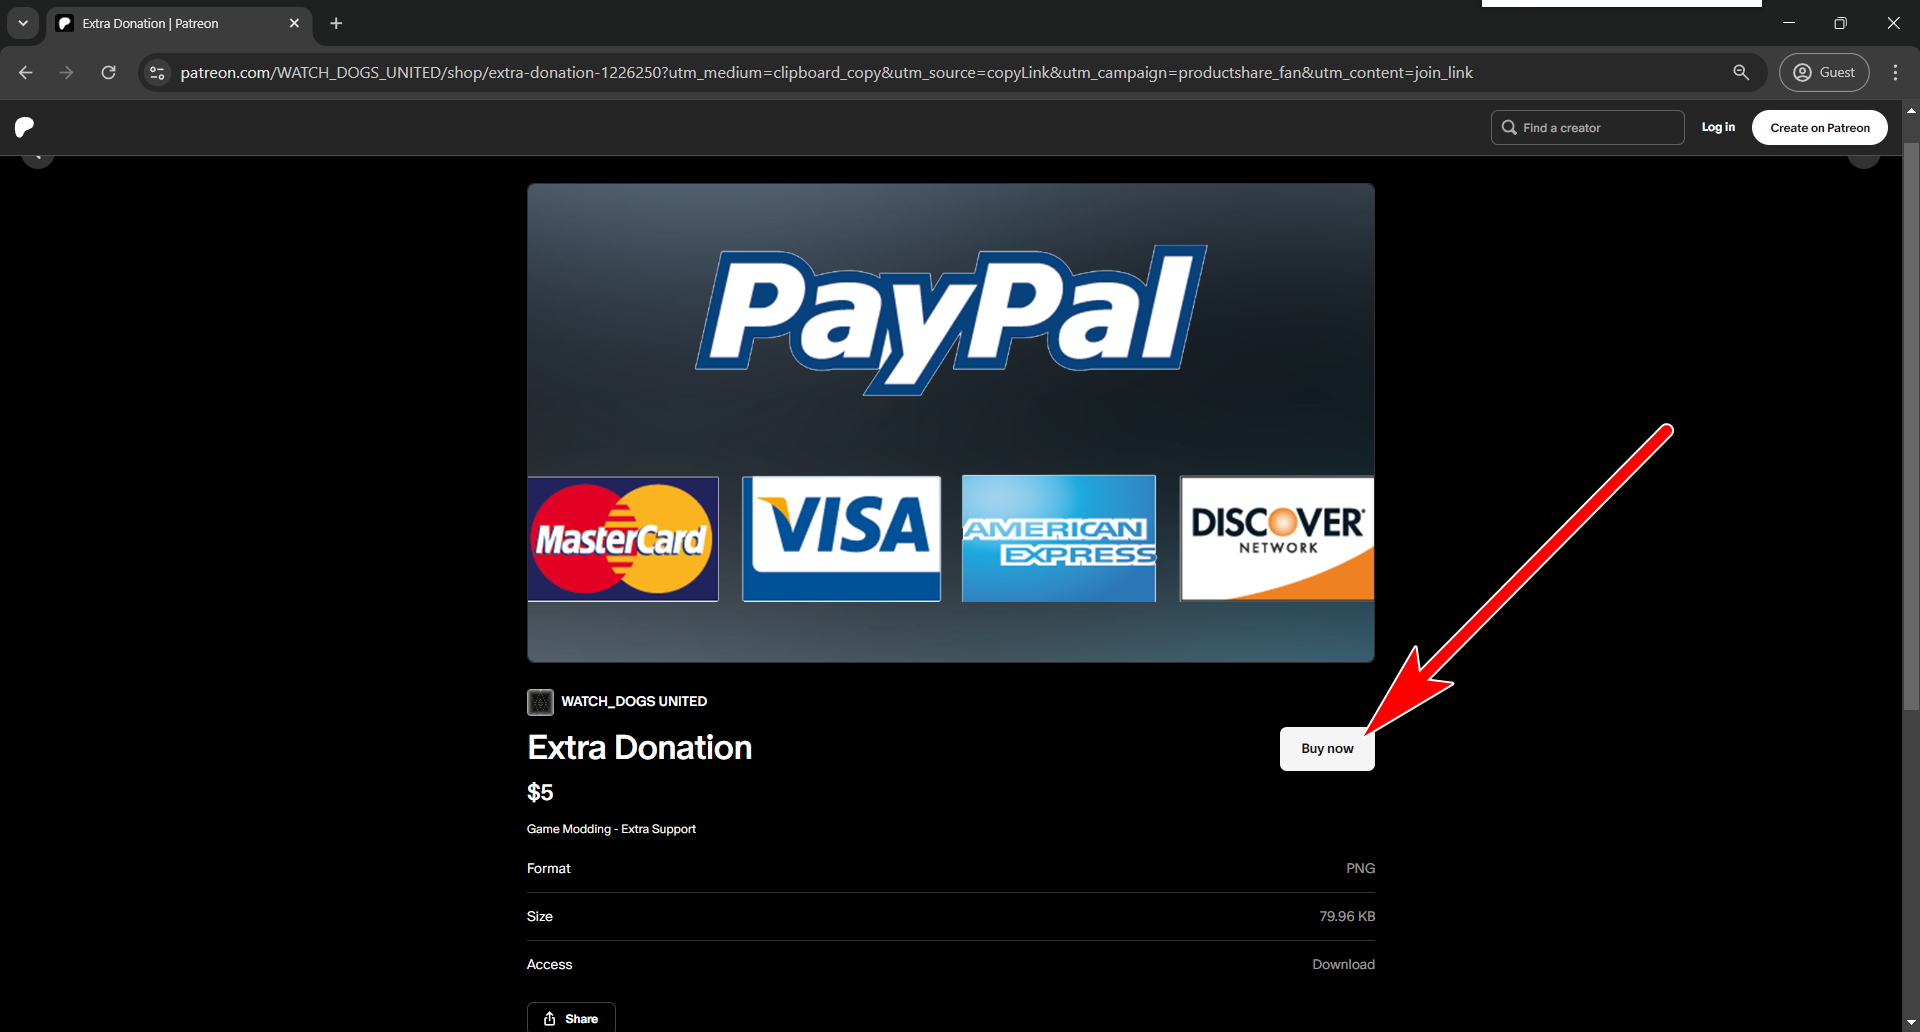 Extra Donation | Patreon
patreon.com/WATCH_DOGS_UNITED/shop/extra-donation-1226250?utm_medium=clipboard_copy&utm_source=copyLink&utm_campaign=productshare_fan&utm_content=join_link
Guest
Find a creator
Log in
Create on Patreon
PayPal
MasterCard
VISA
AMERICAN
EXPRESS
DISCOVER
NETWORK
WATCH_DOGS UNITED
Extra Donation
Buy now
$5
Game Modding - Extra Support
Format
PNG
Size
79.96 KB
Access
Download
Share